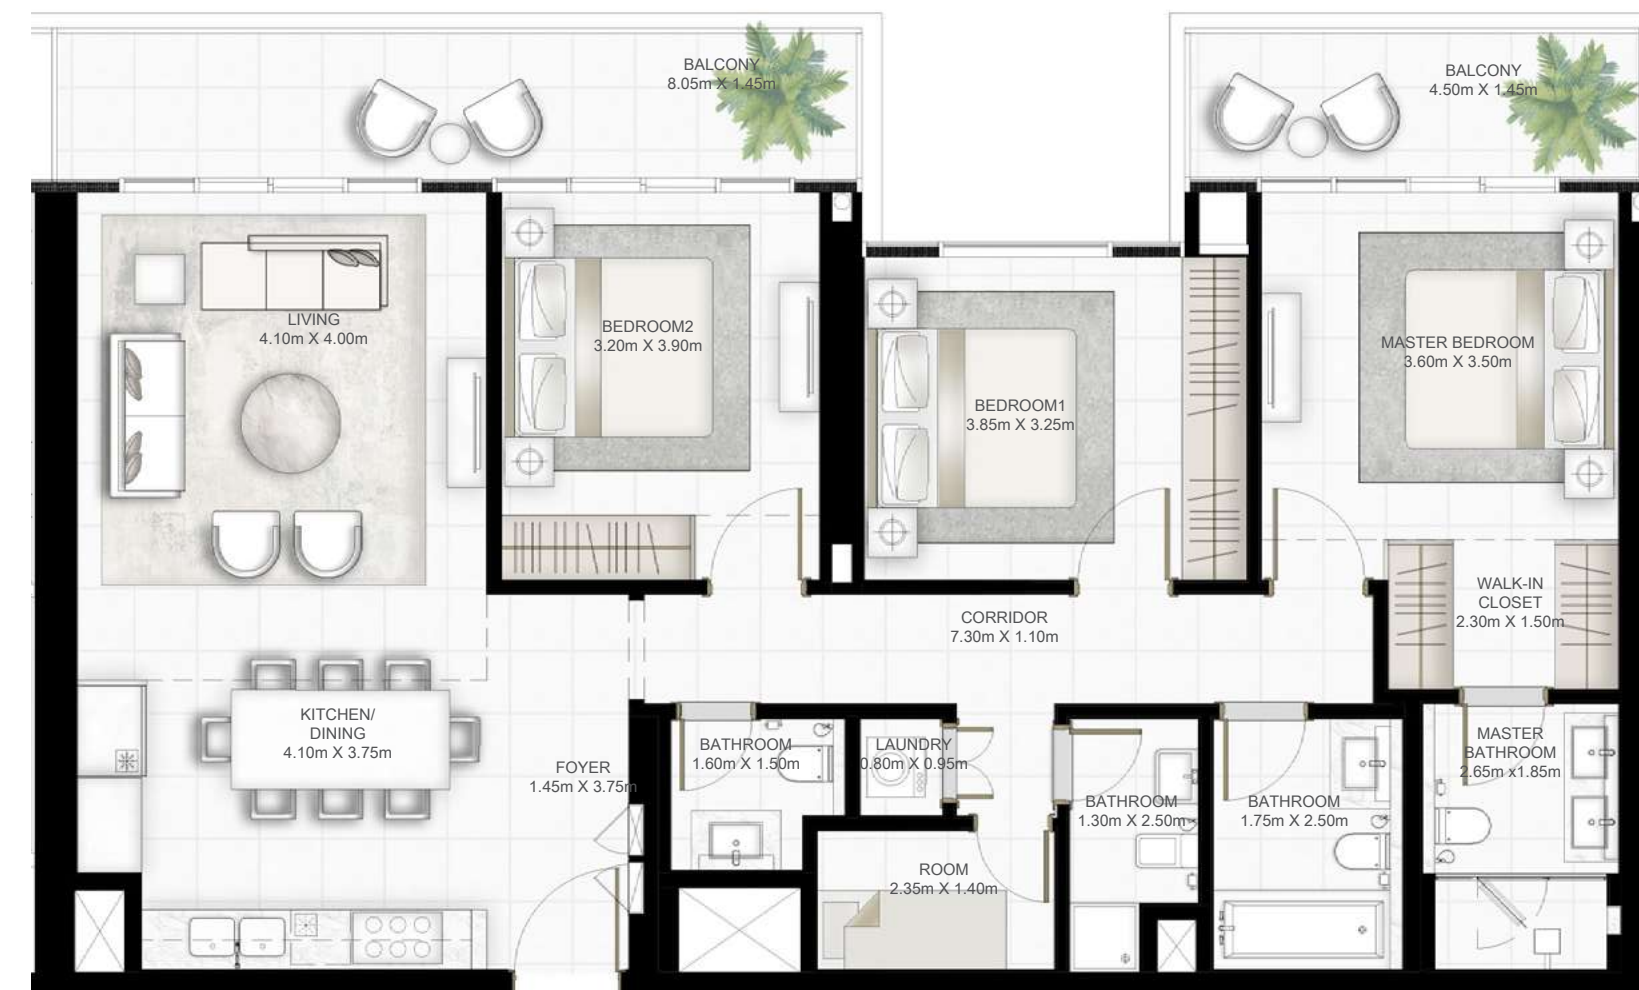 BALCONY
8.05m X 1.45m
BALCONY
4.50m X 1.45m
LIVING
4.10m X 4.00m
BEDROOM2
3.20m X 3.90m
BEDROOM1
3.85m X 3.25m
MASTER BEDROOM
3.60m X 3.50m
WALK-IN
CLOSET
2.30m X 1.50m
CORRIDOR
7.30m X 1.10m
KITCHEN/
DINING
4.10m X 3.75m
FOYER
1.45m X 3.75m
BATHROOM
1.60m X 1.50m
LAUNDRY
0.80m X 0.95m
BATHROOM
1.30m X 2.50m
BATHROOM
1.75m X 2.50m
MASTER
BATHROOM
2.65m x1.85m
ROOM
2.35m X 1.40m